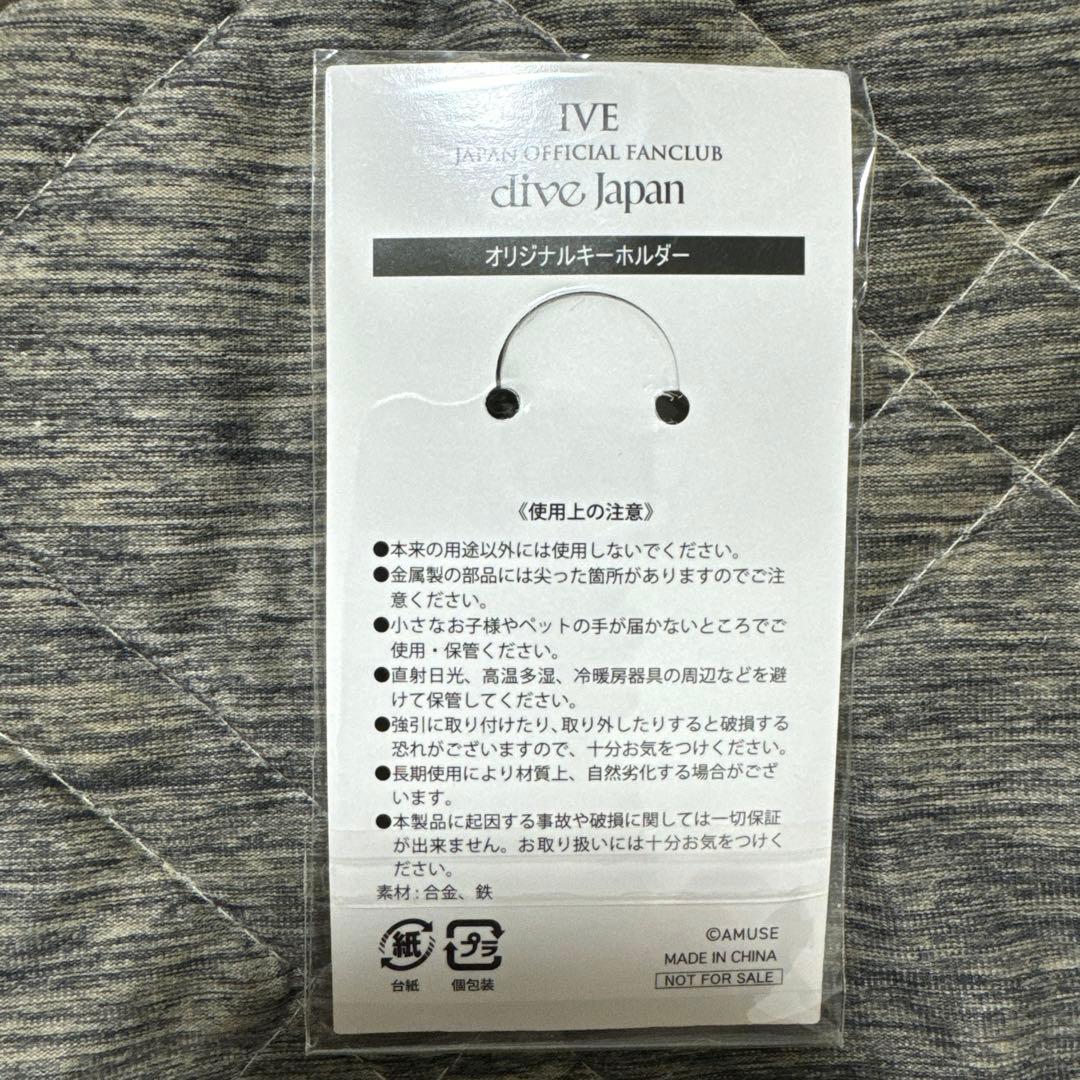 IVE
JAPAN OFFICIAL FANCLUB
dive Japan
オリジナルキーホルダー
《使用上の注意》
●本来の用途以外には使用しないでください。
●金属製の部品には尖った箇所がありますのでご注
意ください。
●小さなお子様やペットの手が届かないところでご
使用・保管ください。
●直射日光、高温多湿、冷暖房器具の周辺などを避
けて保管してください。
●強引に取り付けたり、取り外したりすると破損する
恐れがございますので、十分お気をつけください。
●長期使用により材質上、自然劣化する場合がござ
います。
●本製品に起因する事故や破損に関しては一切保証
が出来ません。お取り扱いには十分お気をつけく
ださい。
素材:合金、鉄
紙 プラ
台紙 個包装
©AMUSE
MADE IN CHINA
NOT FOR SALE